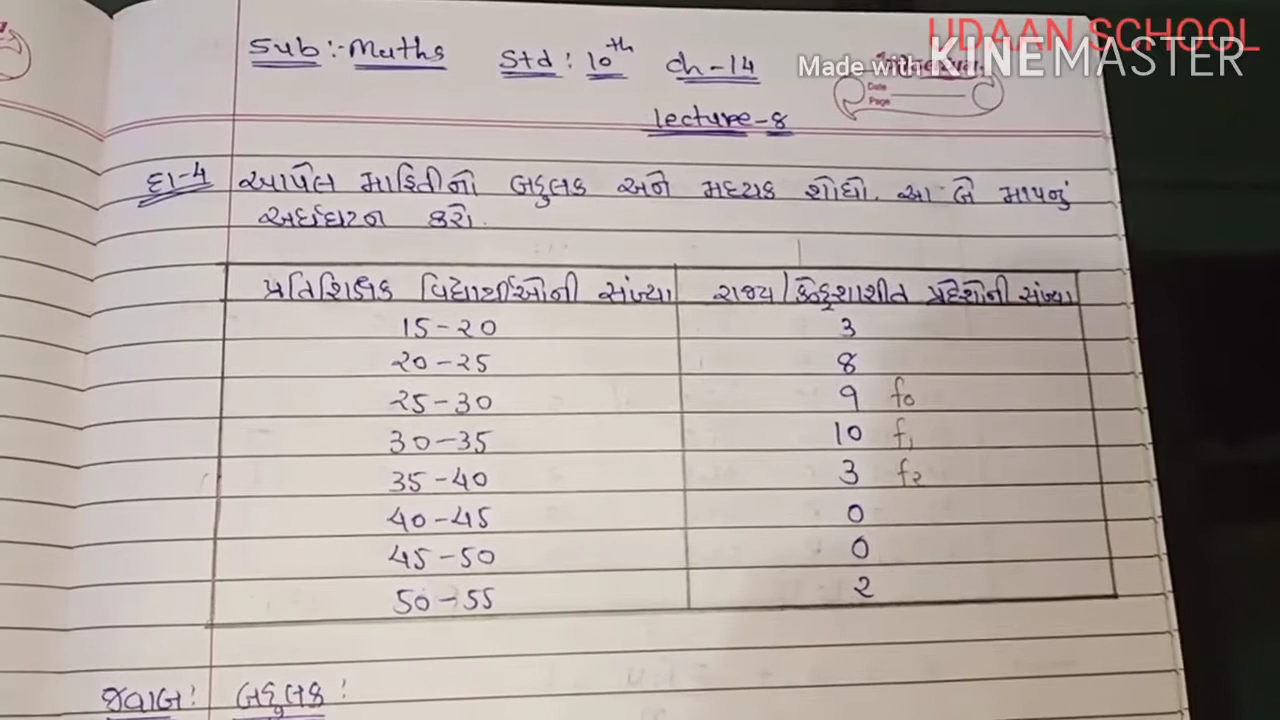 UDAAN SCHOOL
Made with KINEMASTER
Sub:- Maths Std: 10th Ch-14
Date
Page
lecture-8
દા-4 આપેલ માહિતીનો બહુલક અને મધ્યક શોધો. આ બે માપનું
અર્થઘટન કરો.
પ્રતિશિક્ષક વિદ્યાર્થીઓની સંખ્યા રાજ્ય/કેન્દ્રશાશીત પ્રદેશોની સંખ્યા
15-20 3
20-25 8
25-30 9 f0
30-35 10 f1
35-40 3 f2
40-45 0
45-50 0
50-55 2
જવાબ: બહુલક: